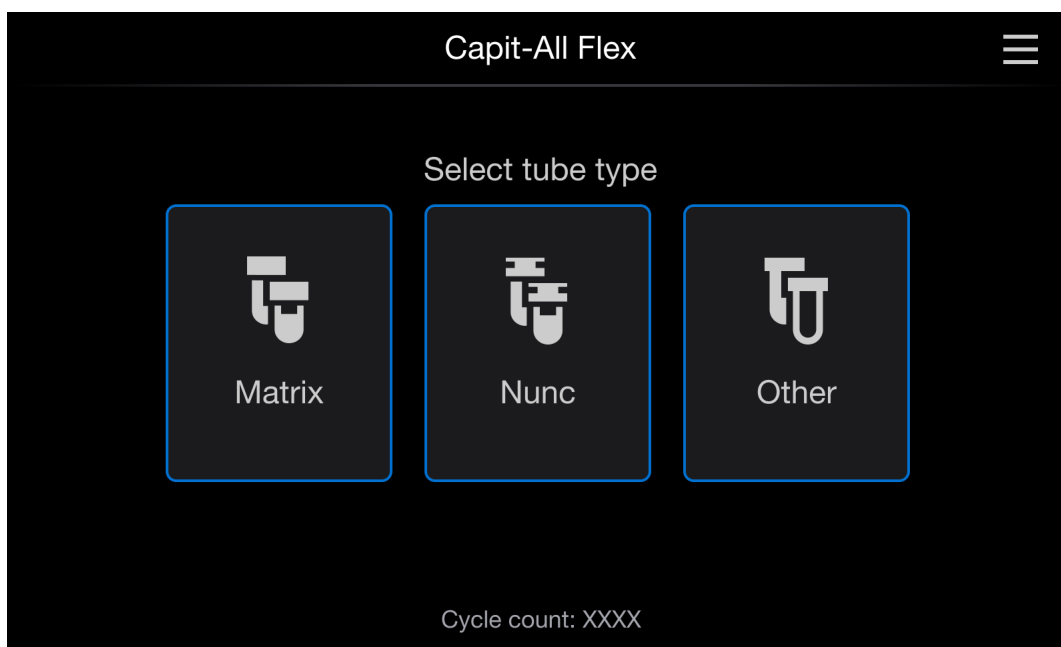 Capit-All Flex
Select tube type
Matrix
Nunc
Other
Cycle count: XXXX